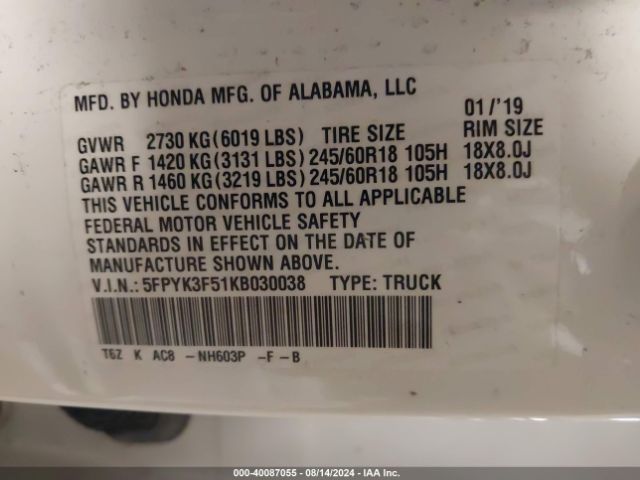 MFD. BY HONDA MFG. OF ALABAMA, LLC
01/'19
GVWR 2730 KG(6019 LBS) TIRE SIZE RIM SIZE
GAWR F 1420 KG(3131 LBS) 245/60R18 105H 18X8.0J
GAWR R 1460 KG(3219 LBS) 245/60R18 105H 18X8.0J
THIS VEHICLE CONFORMS TO ALL APPLICABLE
FEDERAL MOTOR VEHICLE SAFETY
STANDARDS IN EFFECT ON THE DATE OF
MANUFACTURE SHOWN ABOVE.
V.I.N.: 5FPYK3F51KB030038 TYPE: TRUCK
T6Z K AC8 -NH603P -F-B
000-40087055 - 08/14/2024 - IAA Inc.